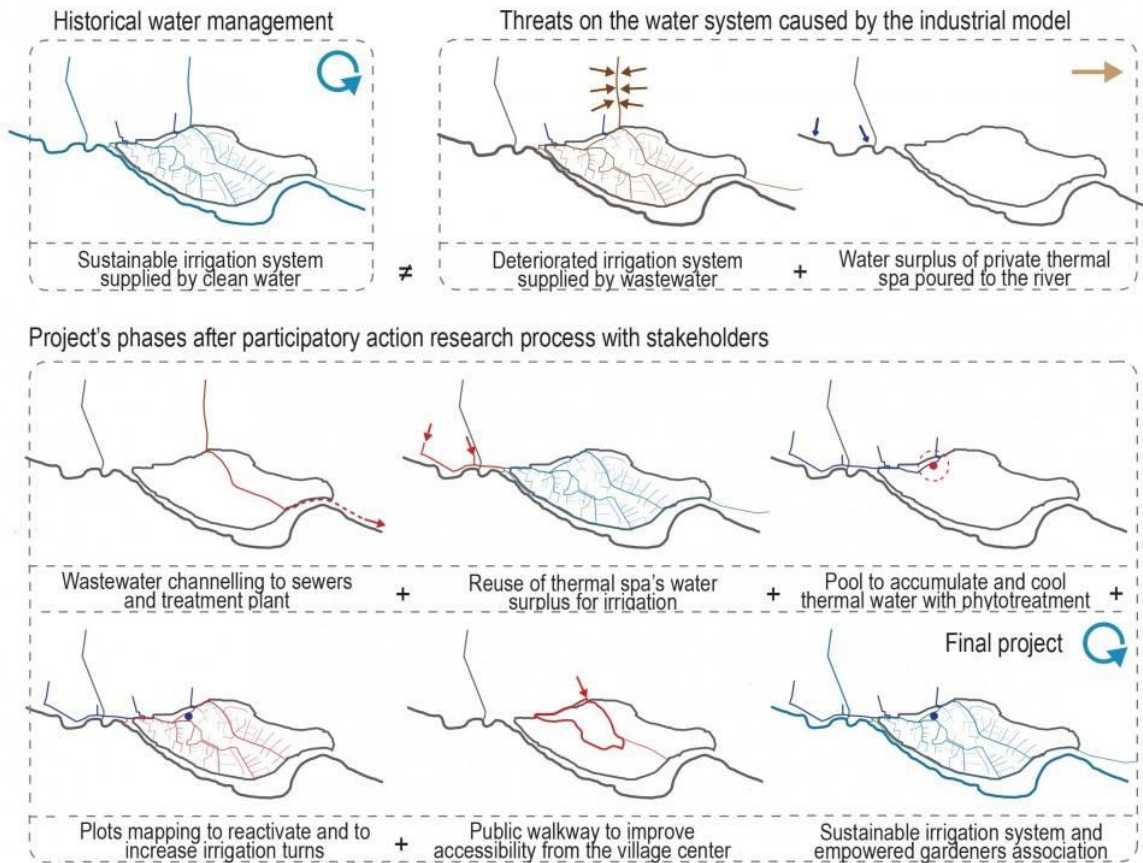 Historical water management
Threats on the water system caused by the industrial model
Sustainable irrigation system
supplied by clean water
≠
Deteriorated irrigation system
supplied by wastewater
+
Water surplus of private thermal
spa poured to the river
Project's phases after participatory action research process with stakeholders
Wastewater channelling to sewers
and treatment plant
+
Reuse of thermal spa's water
surplus for irrigation
+
Pool to accumulate and cool
thermal water with phytotreatment
+
Final project
Plots mapping to reactivate and to
increase irrigation turns
+
Public walkway to improve
accessibility from the village center
Sustainable irrigation system and
empowered gardeners association